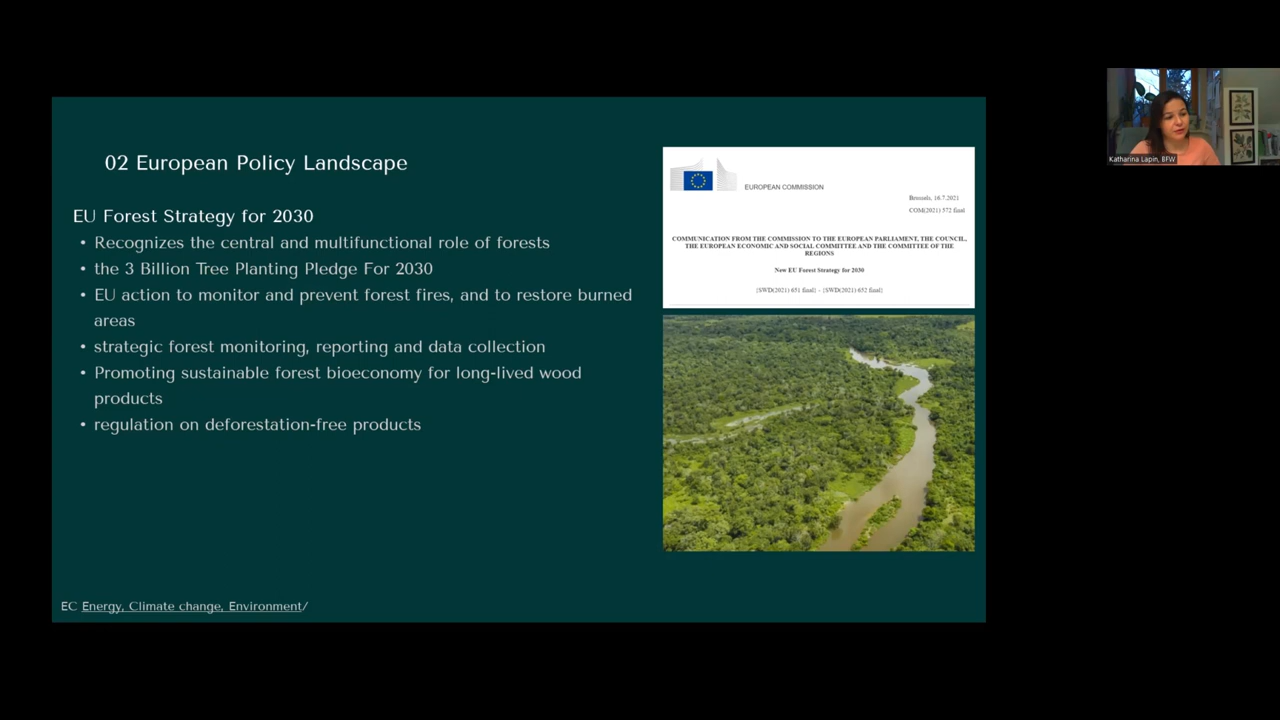 02 European Policy Landscape
EU Forest Strategy for 2030
• Recognizes the central and multifunctional role of forests
• the 3 Billion Tree Planting Pledge For 2030
• EU action to monitor and prevent forest fires, and to restore burned
areas
• strategic forest monitoring, reporting and data collection
• Promoting sustainable forest bioeconomy for long-lived wood
products
• regulation on deforestation-free products
EC Energy, Climate change, Environment/
EUROPEAN COMMISSION
Brussels, 16.7.2021
COM(2021) 572 final
COMMUNICATION FROM THE COMMISSION TO THE EUROPEAN PARLIAMENT, THE COUNCIL,
THE EUROPEAN ECONOMIC AND SOCIAL COMMITTEE AND THE COMMITTEE OF THE
REGIONS
New EU Forest Strategy for 2030
{SWD(2021) 651 final} - {SWD(2021) 652 final}
Katharina Lapin, BFW